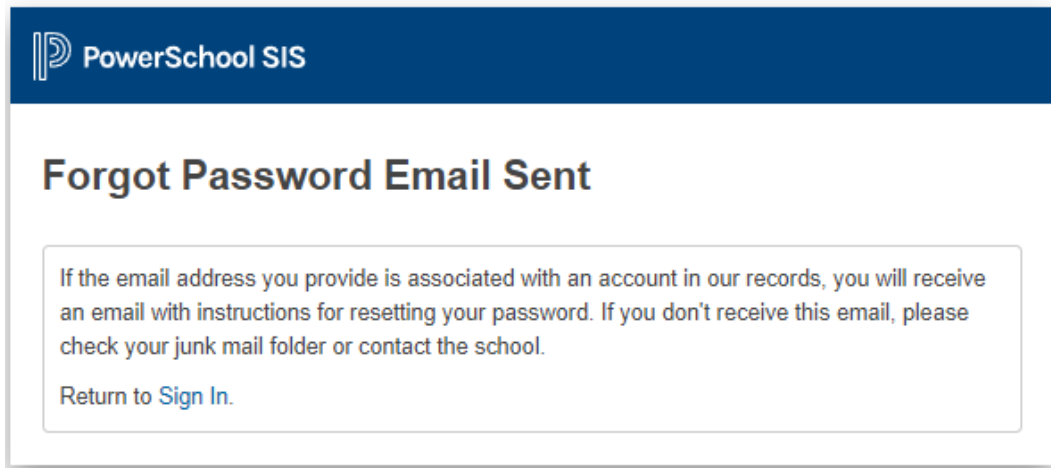 PowerSchool SIS
Forgot Password Email Sent
If the email address you provide is associated with an account in our records, you will receive
an email with instructions for resetting your password. If you don't receive this email, please
check your junk mail folder or contact the school.
Return to Sign In.